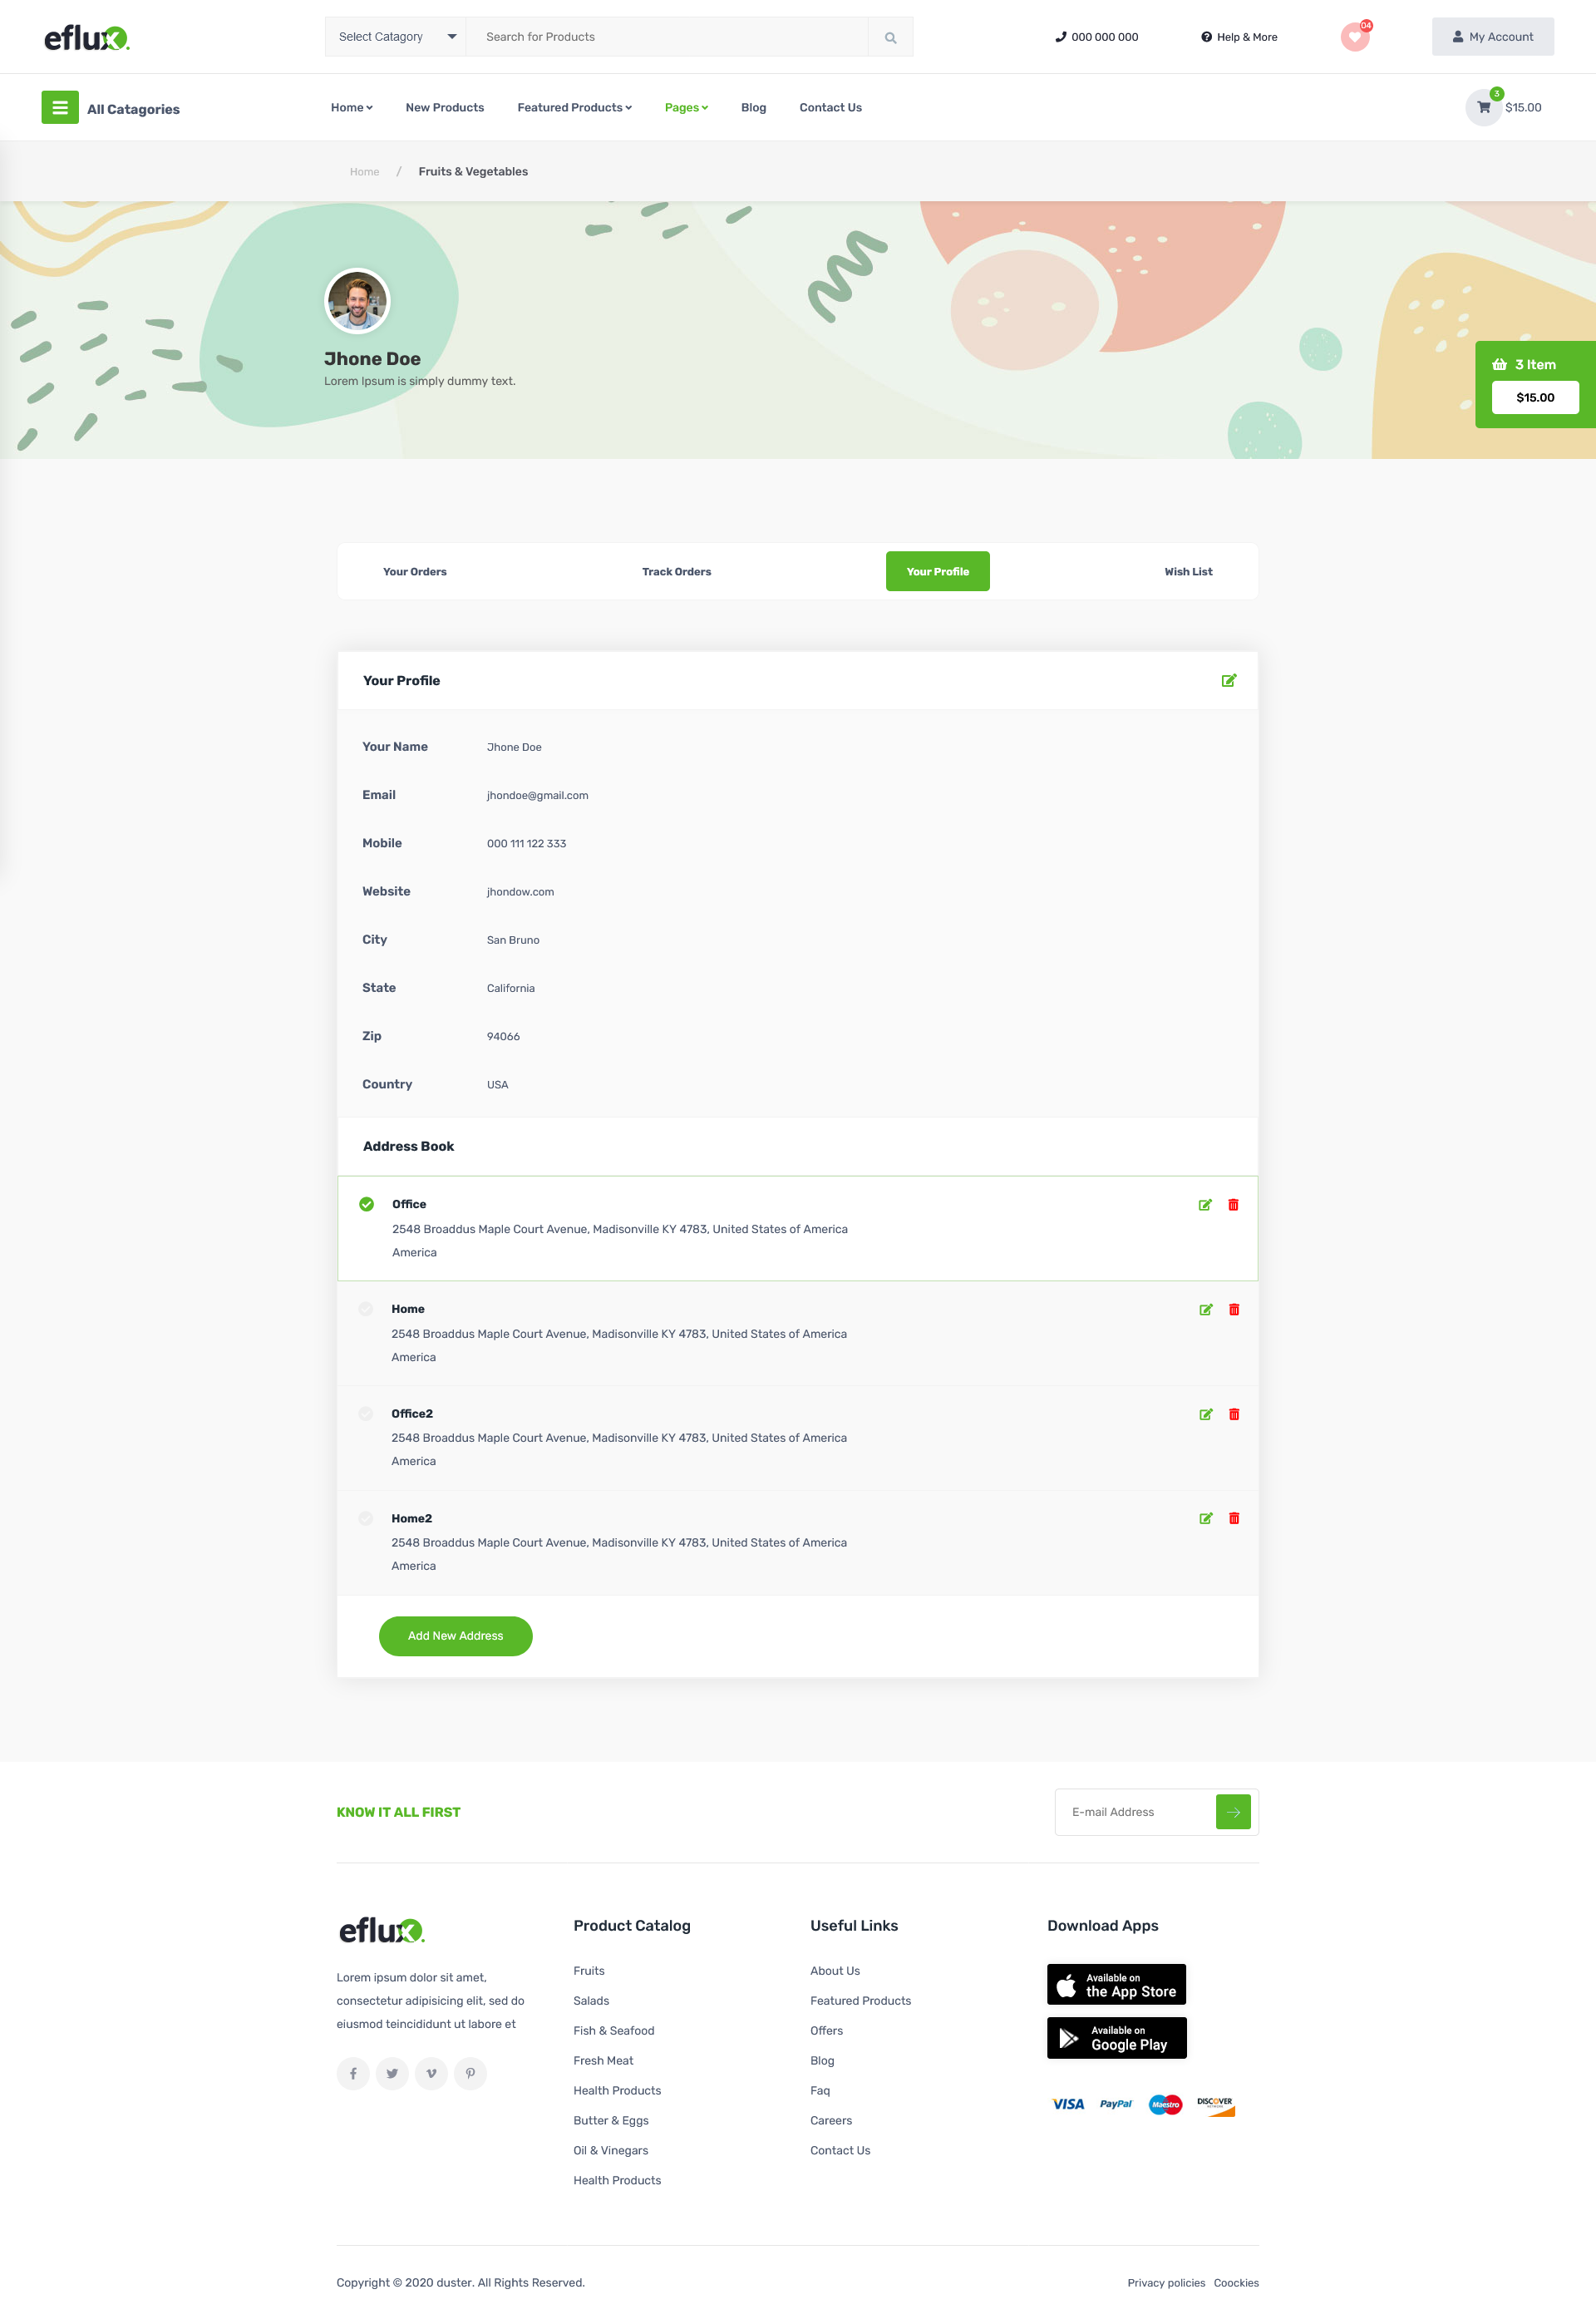 eflux.
Select Catagory
Search for Products
000 000 000
Help & More
04
My Account
All Catagories
Home
New Products
Featured Products
Pages
Blog
Contact Us
3
$15.00
Home / Fruits & Vegetables
Jhone Doe
Lorem Ipsum is simply dummy text.
3 Item
$15.00
Your Orders
Track Orders
Your Profile
Wish List
Your Profile
Your Name Jhone Doe
Email jhondoe@gmail.com
Mobile 000 111 122 333
Website jhondow.com
City San Bruno
State California
Zip 94066
Country USA
Address Book
Office
2548 Broaddus Maple Court Avenue, Madisonville KY 4783, United States of America
America
Home
2548 Broaddus Maple Court Avenue, Madisonville KY 4783, United States of America
America
Office2
2548 Broaddus Maple Court Avenue, Madisonville KY 4783, United States of America
America
Home2
2548 Broaddus Maple Court Avenue, Madisonville KY 4783, United States of America
America
Add New Address
KNOW IT ALL FIRST
E-mail Address
eflux.
Lorem ipsum dolor sit amet,
consectetur adipisicing elit, sed do
eiusmod teincididunt ut labore et
Product Catalog
Fruits
Salads
Fish & Seafood
Fresh Meat
Health Products
Butter & Eggs
Oil & Vinegars
Health Products
Useful Links
About Us
Featured Products
Offers
Blog
Faq
Careers
Contact Us
Download Apps
Available on
the App Store
Available on
Google Play
VISA
PayPal
Maestro
DISCOVER
Copyright © 2020 duster. All Rights Reserved.
Privacy policies
Coockies